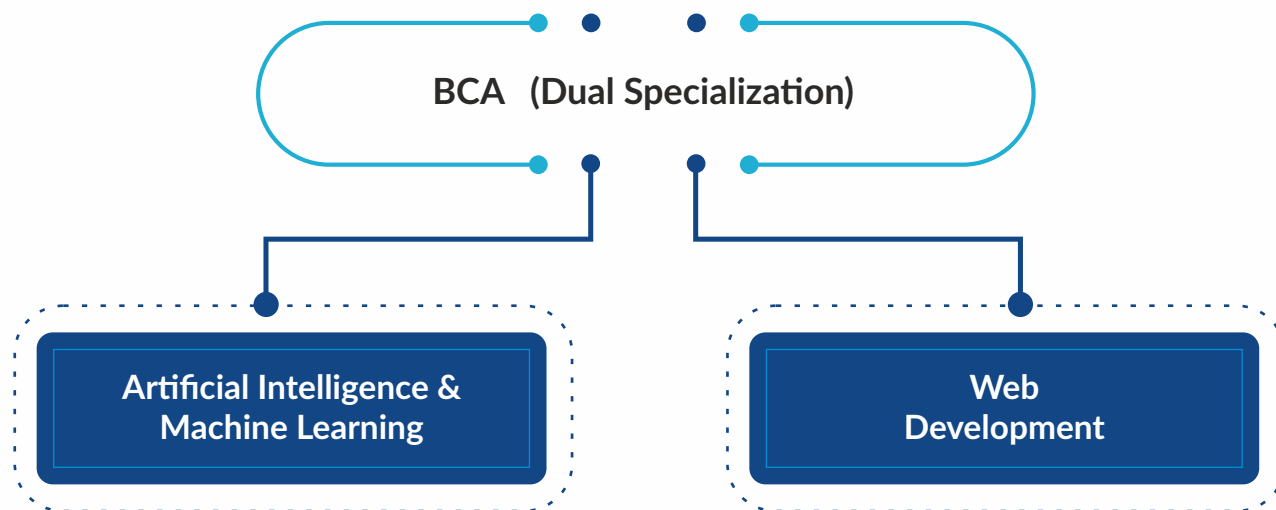 BCA (Dual Specialization)
Artificial Intelligence &
Machine Learning
Web
Development